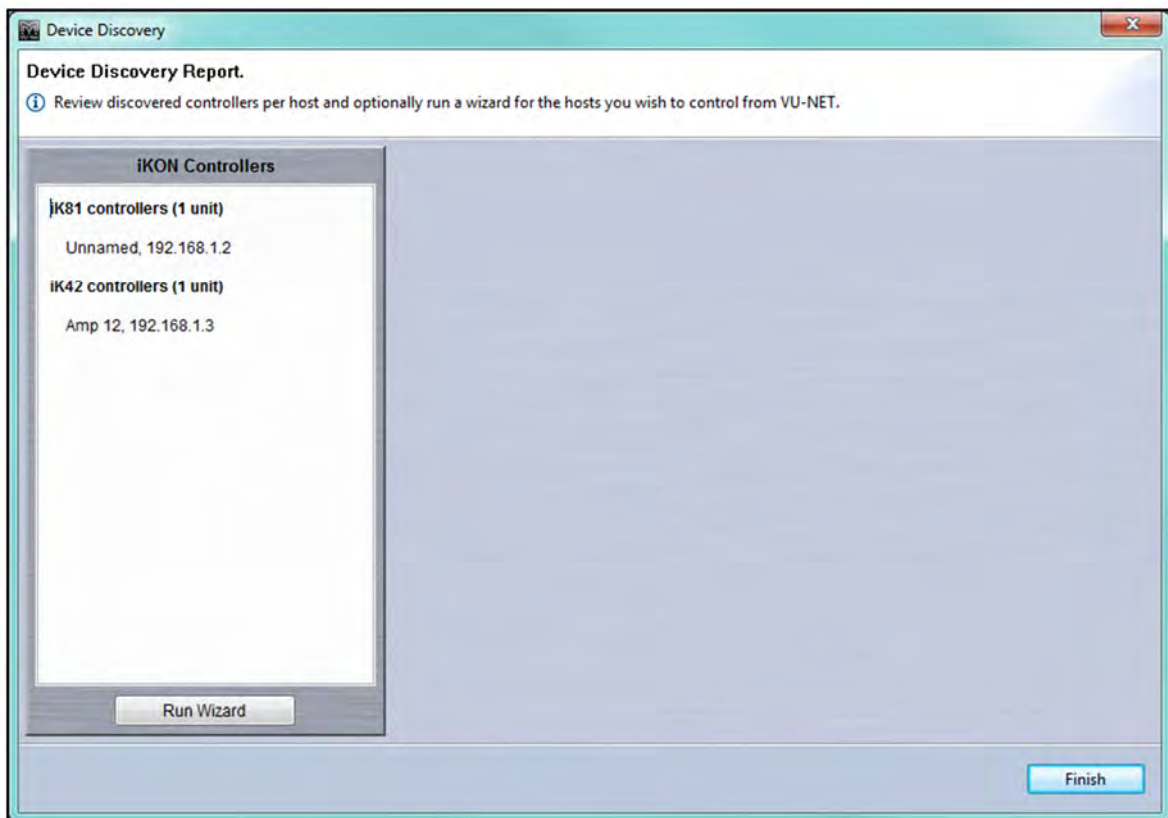 Device Discovery
Device Discovery Report.
Review discovered controllers per host and optionally run a wizard for the hosts you wish to control from VU-NET.
iKON Controllers
iK81 controllers (1 unit)
Unnamed, 192.168.1.2
iK42 controllers (1 unit)
Amp 12, 192.168.1.3
Run Wizard
Finish